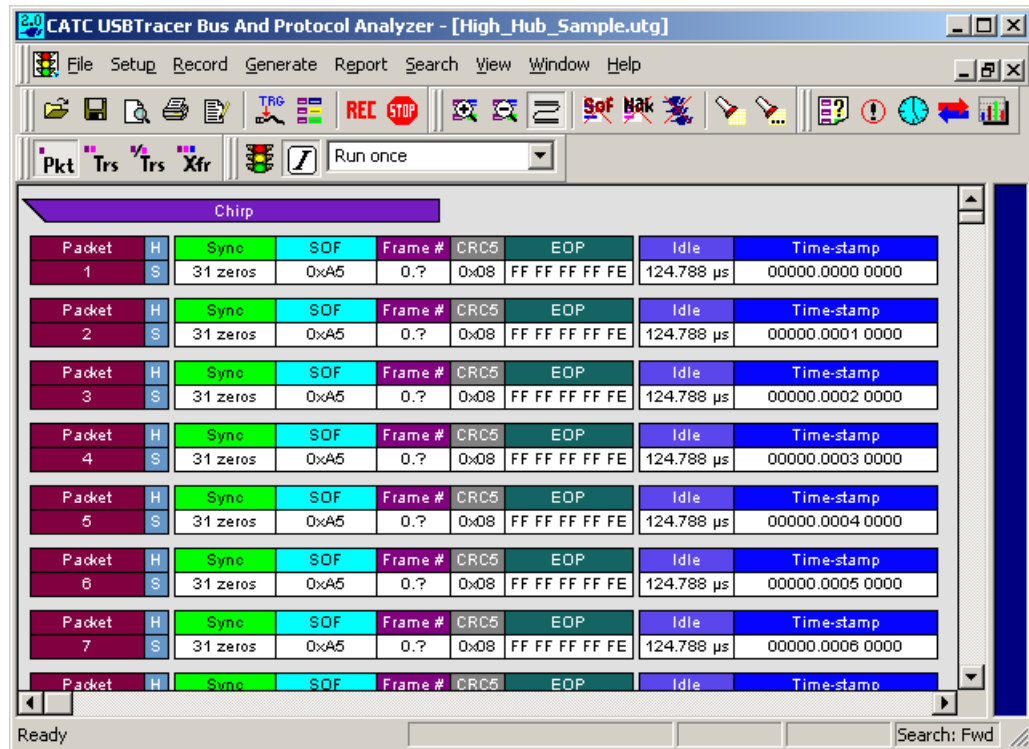 2.0 CATC USBTracer Bus And Protocol Analyzer - [High_Hub_Sample.utg]
File Setup Record Generate Report Search View Window Help
TRG REC STOP SoF Nak
Pkt Trs Trs Xfr I Run once
Chirp
Packet H Sync SOF Frame # CRC5 EOP Idle Time-stamp
1 S 31 zeros 0xA5 0.? 0x08 FF FF FF FF FE 124.788 µs 00000.0000 0000
Packet H Sync SOF Frame # CRC5 EOP Idle Time-stamp
2 S 31 zeros 0xA5 0.? 0x08 FF FF FF FF FE 124.788 µs 00000.0001 0000
Packet H Sync SOF Frame # CRC5 EOP Idle Time-stamp
3 S 31 zeros 0xA5 0.? 0x08 FF FF FF FF FE 124.788 µs 00000.0002 0000
Packet H Sync SOF Frame # CRC5 EOP Idle Time-stamp
4 S 31 zeros 0xA5 0.? 0x08 FF FF FF FF FE 124.788 µs 00000.0003 0000
Packet H Sync SOF Frame # CRC5 EOP Idle Time-stamp
5 S 31 zeros 0xA5 0.? 0x08 FF FF FF FF FE 124.788 µs 00000.0004 0000
Packet H Sync SOF Frame # CRC5 EOP Idle Time-stamp
6 S 31 zeros 0xA5 0.? 0x08 FF FF FF FF FE 124.788 µs 00000.0005 0000
Packet H Sync SOF Frame # CRC5 EOP Idle Time-stamp
7 S 31 zeros 0xA5 0.? 0x08 FF FF FF FF FE 124.788 µs 00000.0006 0000
Packet H Sync SOF Frame # CRC5 EOP Idle Time-stamp
Ready Search: Fwd